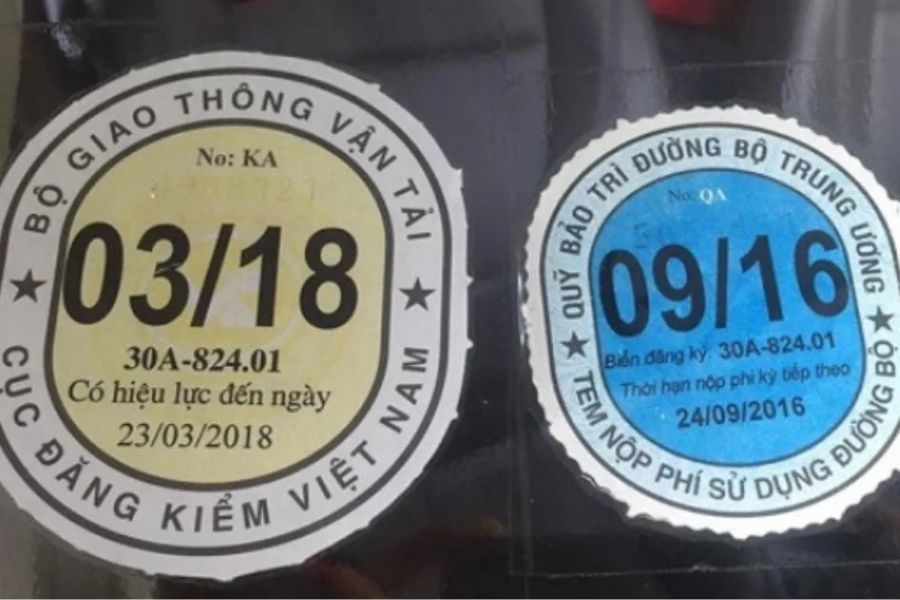 BỘ GIAO THÔNG VẬN TẢI
No: KA
03/18
30A-824.01
Có hiệu lực đến ngày
23/03/2018
CỤC ĐĂNG KIỂM VIỆT NAM
QUỸ BẢO TRÌ ĐƯỜNG BỘ TRUNG ƯƠNG
No: QA
09/16
Biển đăng ký: 30A-824.01
Thời hạn nộp phí kỳ tiếp theo
24/09/2016
TEM NỘP PHÍ SỬ DỤNG ĐƯỜNG BỘ